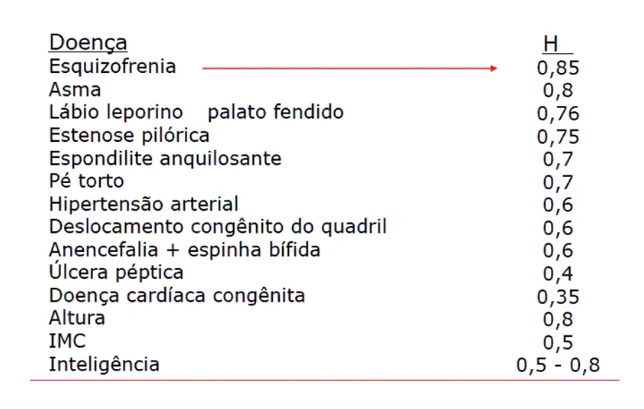 Doença H
Esquizofrenia 0,85
Asma 0,8
Lábio leporino palato fendido 0,76
Estenose pilórica 0,75
Espondilite anquilosante 0,7
Pé torto 0,7
Hipertensão arterial 0,6
Deslocamento congênito do quadril 0,6
Anencefalia + espinha bífida 0,6
Úlcera péptica 0,4
Doença cardíaca congênita 0,35
Altura 0,8
IMC 0,5
Inteligência 0,5 - 0,8